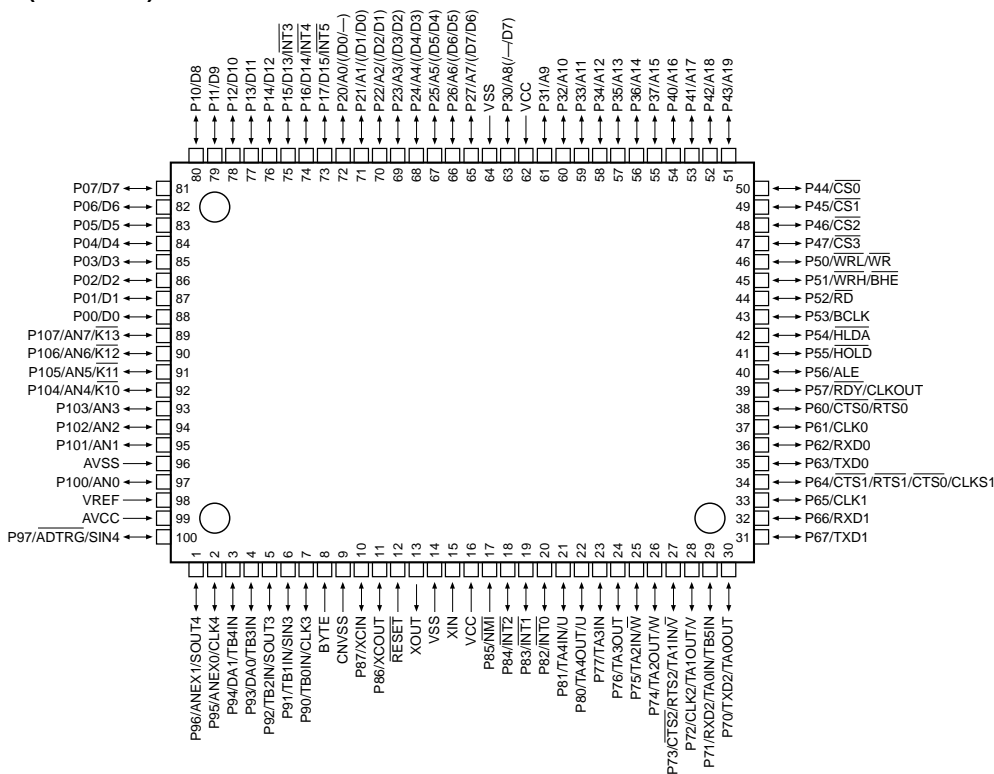 P10/D8
P11/D9
P12/D10
P13/D11
P14/D12
P15/D13/INT3
P16/D14/INT4
P17/D15/INT5
P20/A0/(/D0/—)
P21/A1/(/D1/D0)
P22/A2/(/D2/D1)
P23/A3/(/D3/D2)
P24/A4/(/D4/D3)
P25/A5/(/D5/D4)
P26/A6/(/D6/D5)
P27/A7/(/D7/D6)
VSS
P30/A8(/—/D7)
VCC
P31/A9
P32/A10
P33/A11
P34/A12
P35/A13
P36/A14
P37/A15
P40/A16
P41/A17
P42/A18
P43/A19
80 79 78 77 76 75 74 73 72 71 70 69 68 67 66 65 64 63 62 61 60 59 58 57 56 55 54 53 52 51
P07/D7 81
P06/D6 82
P05/D5 83
P04/D4 84
P03/D3 85
P02/D2 86
P01/D1 87
P00/D0 88
P107/AN7/K13 89
P106/AN6/K12 90
P105/AN5/K11 91
P104/AN4/K10 92
P103/AN3 93
P102/AN2 94
P101/AN1 95
AVSS 96
P100/AN0 97
VREF 98
AVCC 99
P97/ADTRG/SIN4 100
50 P44/CS0
49 P45/CS1
48 P46/CS2
47 P47/CS3
46 P50/WRL/WR
45 P51/WRH/BHE
44 P52/RD
43 P53/BCLK
42 P54/HLDA
41 P55/HOLD
40 P56/ALE
39 P57/RDY/CLKOUT
38 P60/CTS0/RTS0
37 P61/CLK0
36 P62/RXD0
35 P63/TXD0
34 P64/CTS1/RTS1/CTS0/CLKS1
33 P65/CLK1
32 P66/RXD1
31 P67/TXD1
1 2 3 4 5 6 7 8 9 10 11 12 13 14 15 16 17 18 19 20 21 22 23 24 25 26 27 28 29 30
P96/ANEX1/SOUT4
P95/ANEX0/CLK4
P94/DA1/TB4IN
P93/DA0/TB3IN
P92/TB2IN/SOUT3
P91/TB1IN/SIN3
P90/TB0IN/CLK3
BYTE
CNVSS
P87/XCIN
P86/XCOUT
RESET
XOUT
VSS
XIN
VCC
P85/NMI
P84/INT2
P83/INT1
P82/INT0
P81/TA4IN/U
P80/TA4OUT/U
P77/TA3IN
P76/TA3OUT
P75/TA2IN/W
P74/TA2OUT/W
P73/CTS2/RTS2/TA1IN/V
P72/CLK2/TA1OUT/V
P71/RXD2/TA0IN/TB5IN
P70/TXD2/TA0OUT